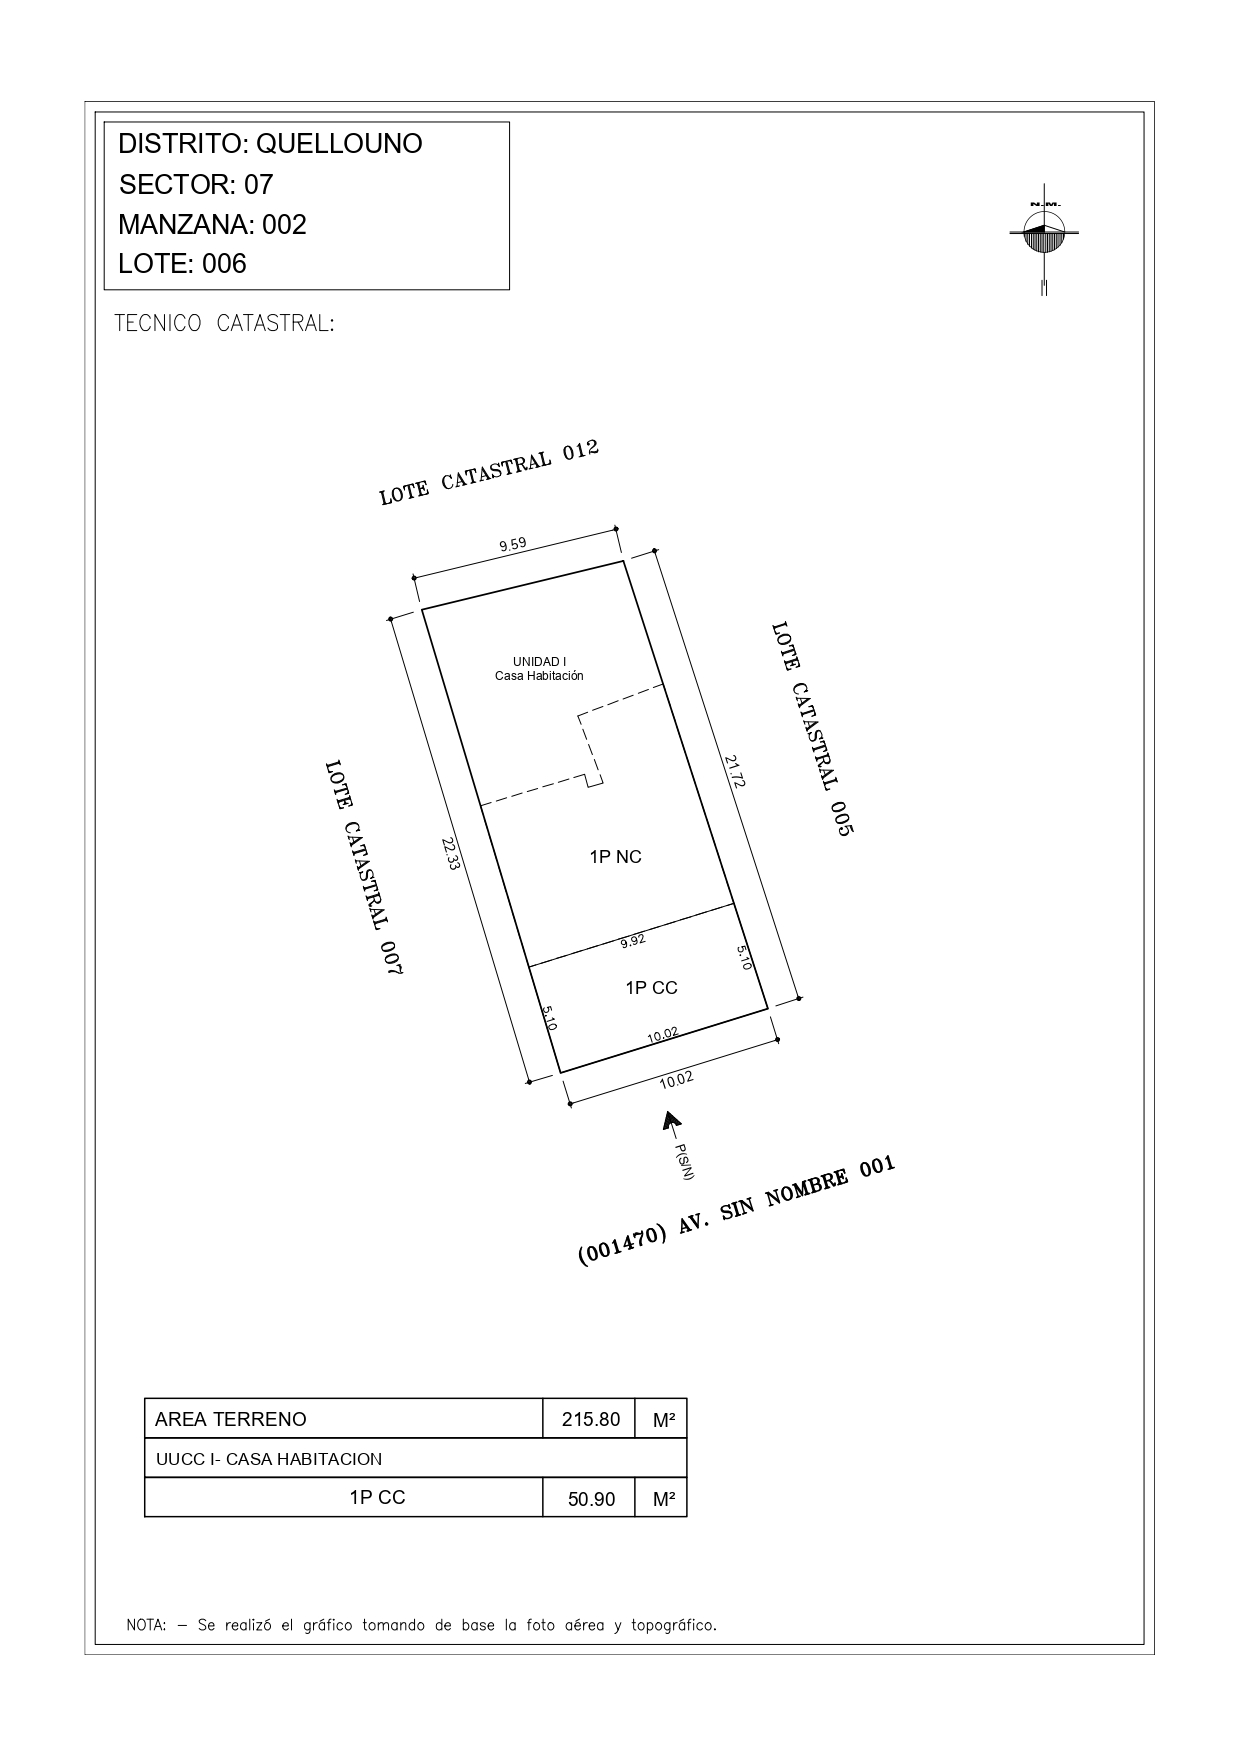 DISTRITO: QUELLOUNO
SECTOR: 07
MANZANA: 002
LOTE: 006
N.M.
TECNICO CATASTRAL:
LOTE CATASTRAL 012
9.59
UNIDAD I
Casa Habitación
LOTE CATASTRAL 005
21.72
LOTE CATASTRAL 007
22.33
1P NC
9.92
5.10
1P CC
5.10
10.02
10.02
P(S/N)
(001470) AV. SIN NOMBRE 001
AREA TERRENO 215.80 M²
UUCC I- CASA HABITACION
1P CC 50.90 M²
NOTA: - Se realizó el gráfico tomando de base la foto aérea y topográfico.